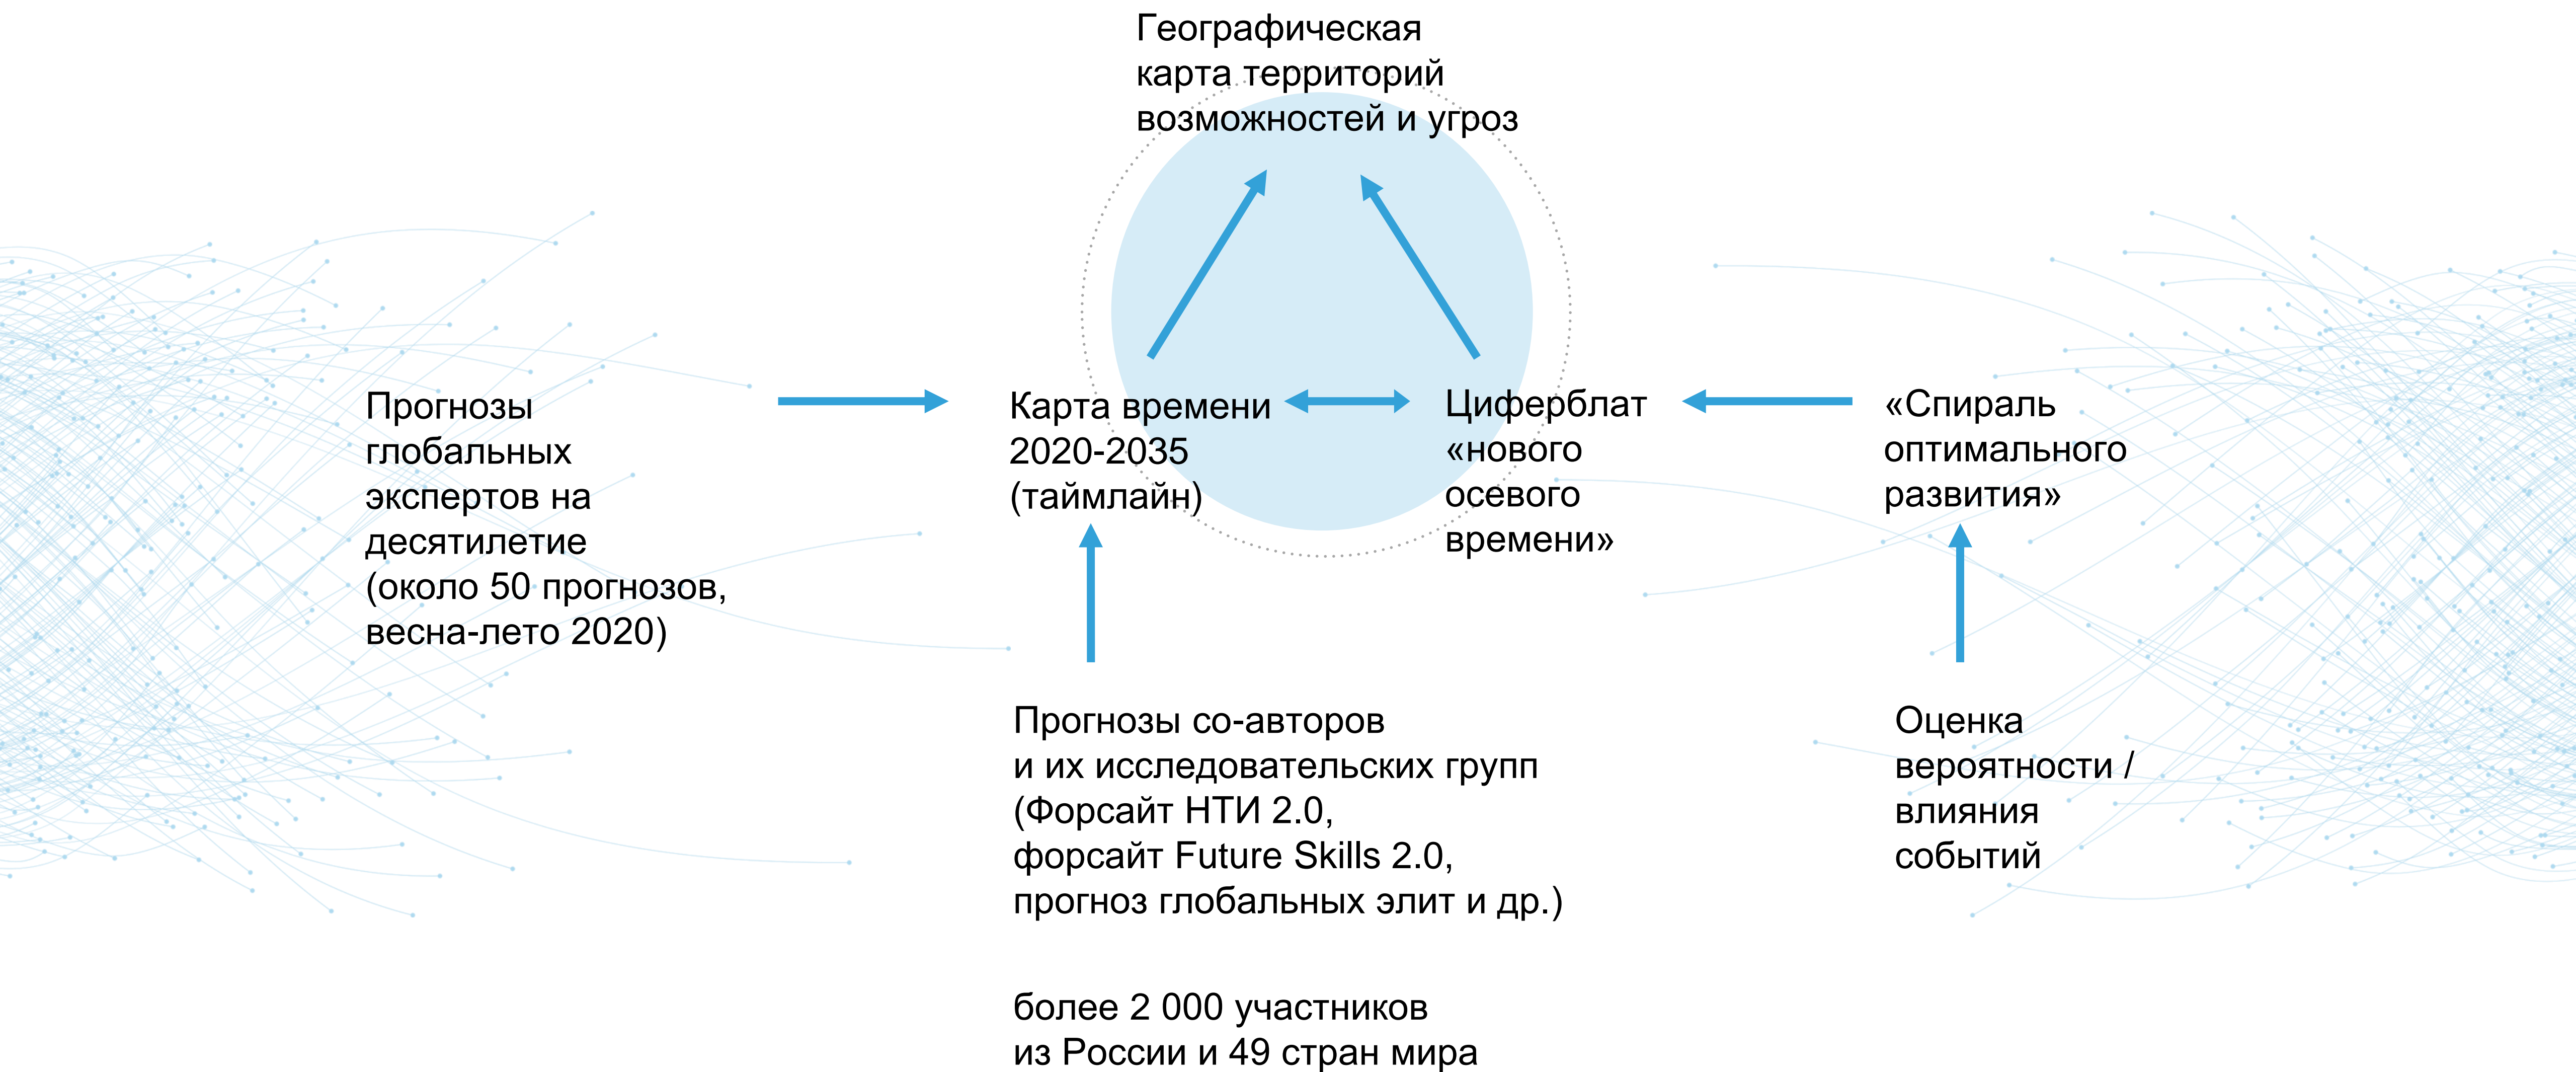 Географическая
карта территорий
возможностей и угроз
Прогнозы
глобальных
экспертов на
десятилетие
(около 50 прогнозов,
весна-лето 2020)
Карта времени
2020-2035
(таймлайн)
Циферблат
«нового
осевого
времени»
«Спираль
оптимального
развития»
Прогнозы со-авторов
и их исследовательских групп
(Форсайт НТИ 2.0,
форсайт Future Skills 2.0,
прогноз глобальных элит и др.)
более 2 000 участников
из России и 49 стран мира
Оценка
вероятности /
влияния
событий